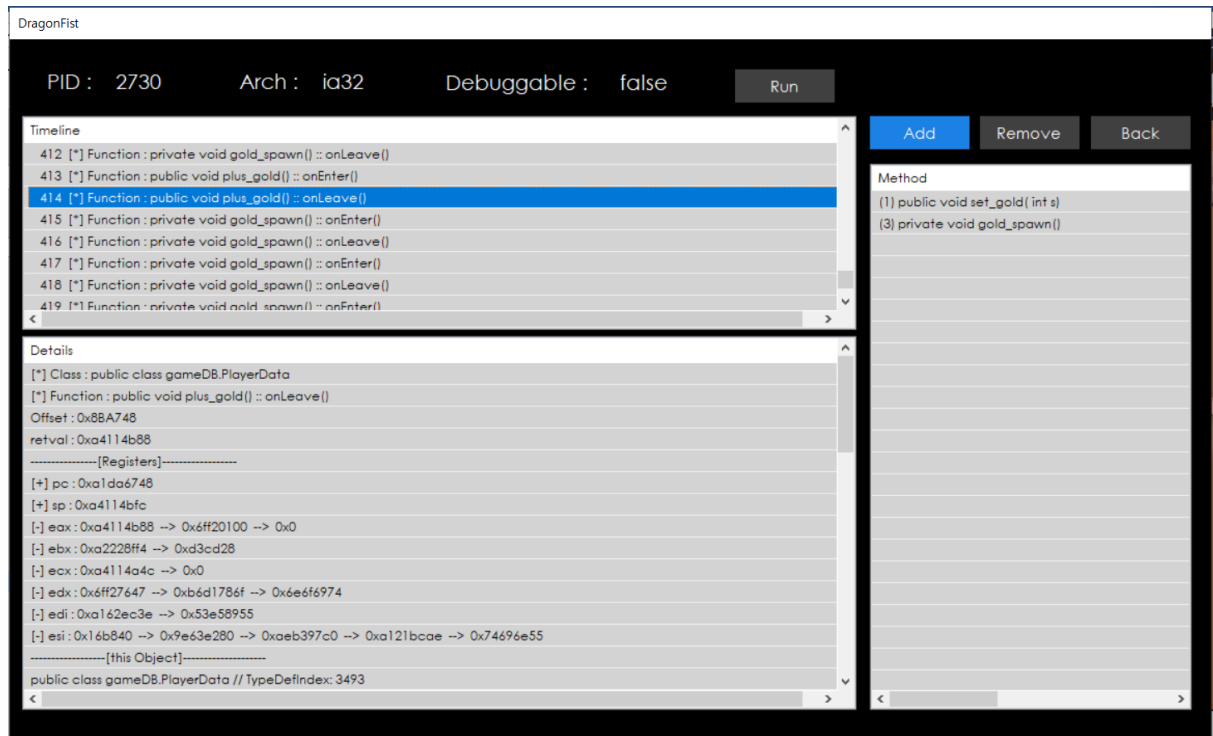 DragonFist
PID : 2730 Arch : ia32 Debuggable : false Run
Timeline
412 [*] Function : private void gold_spawn() :: onLeave()
413 [*] Function : public void plus_gold() :: onEnter()
414 [*] Function : public void plus_gold() :: onLeave()
415 [*] Function : private void gold_spawn() :: onEnter()
416 [*] Function : private void gold_spawn() :: onLeave()
417 [*] Function : private void gold_spawn() :: onEnter()
418 [*] Function : private void gold_spawn() :: onLeave()
419 [*] Function : private void gold_spawn() :: onEnter()
Details
[*] Class : public class gameDB.PlayerData
[*] Function : public void plus_gold() :: onLeave()
Offset : 0x8BA748
retval : 0xa4114b88
----------------[Registers]------------------
[+] pc : 0xa1da6748
[+] sp : 0xa4114bfc
[-] eax : 0xa4114b88 --> 0x6ff20100 --> 0x0
[-] ebx : 0xa2228ff4 --> 0xd3cd28
[-] ecx : 0xa4114a4c --> 0x0
[-] edx : 0x6ff27647 --> 0xb6d1786f --> 0x6e6f6974
[-] edi : 0xa162ec3e --> 0x53e58955
[-] esi : 0x16b840 --> 0x9e63e280 --> 0xaeb397c0 --> 0xa121bcae --> 0x74696e55
------------------[this Object]--------------------
public class gameDB.PlayerData // TypeDefIndex: 3493
Add Remove Back
Method
(1) public void set_gold( int s)
(3) private void gold_spawn()